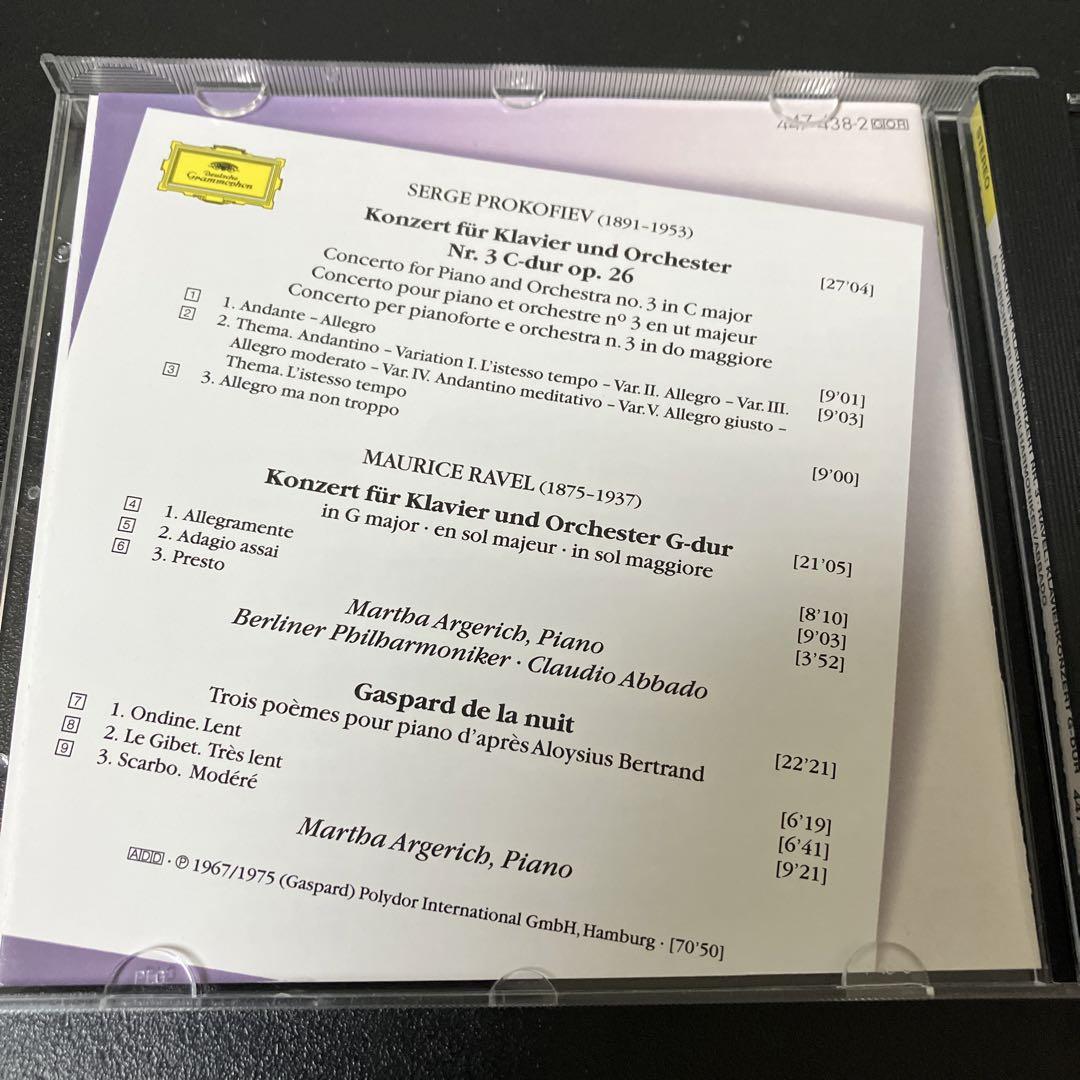 447 438-2 GOR
Deutsche
Grammophon
SERGE PROKOFIEV (1891–1953)
Konzert für Klavier und Orchester
Nr. 3 C-dur op. 26 [27'04]
Concerto for Piano and Orchestra no. 3 in C major
Concerto pour piano et orchestre nº 3 en ut majeur
Concerto per pianoforte e orchestra n. 3 in do maggiore
1 1. Andante – Allegro [9'01]
2 2. Thema. Andantino – Variation I. L'istesso tempo – Var. II. Allegro – Var. III. [9'03]
Allegro moderato – Var. IV. Andantino meditativo – Var. V. Allegro giusto –
Thema. L'istesso tempo
3 3. Allegro ma non troppo [9'00]
MAURICE RAVEL (1875–1937)
Konzert für Klavier und Orchester G-dur [21'05]
in G major · en sol majeur · in sol maggiore
4 1. Allegramente [8'10]
5 2. Adagio assai [9'03]
6 3. Presto [3'52]
Martha Argerich, Piano
Berliner Philharmoniker · Claudio Abbado
Gaspard de la nuit [22'21]
Trois poèmes pour piano d'après Aloysius Bertrand
7 1. Ondine. Lent [6'19]
8 2. Le Gibet. Très lent [6'41]
9 3. Scarbo. Modéré [9'21]
Martha Argerich, Piano
ADD · ℗ 1967/1975 (Gaspard) Polydor International GmbH, Hamburg · [70'50]
STEREO